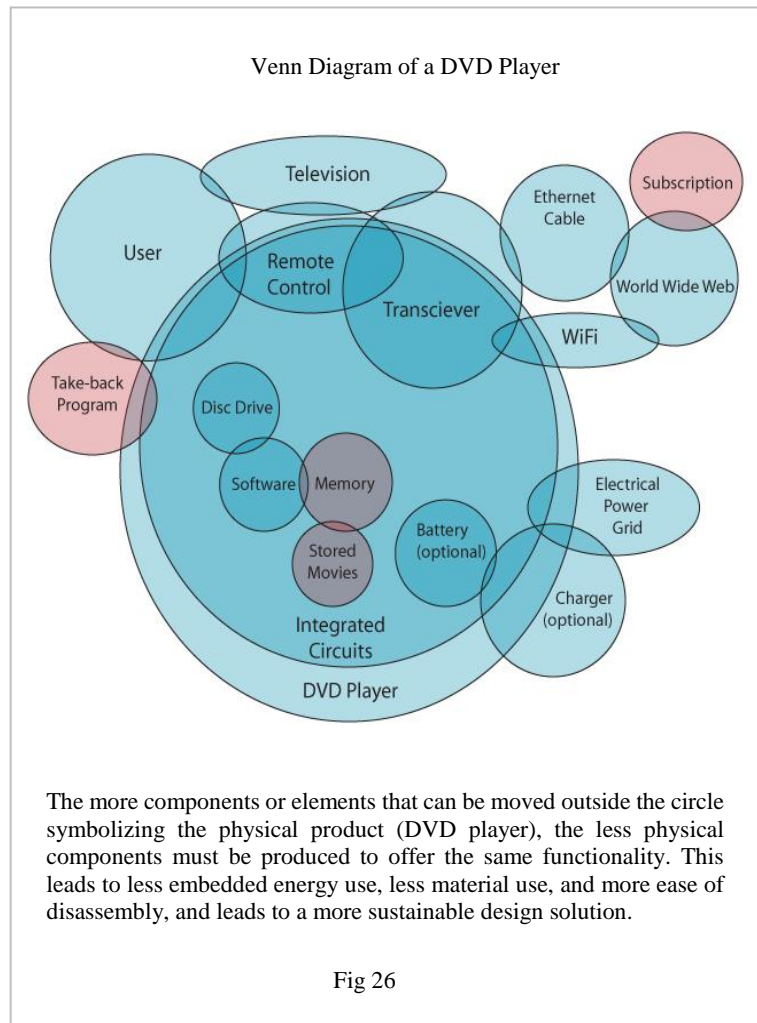 Venn Diagram of a DVD Player
Television
User
Remote
Control
Transciever
Ethernet
Cable
Subscription
World Wide Web
WiFi
Take-back
Program
Disc Drive
Software
Memory
Stored
Movies
Battery
(optional)
Electrical
Power
Grid
Charger
(optional)
Integrated
Circuits
DVD Player
The more components or elements that can be moved outside the circle
symbolizing the physical product (DVD player), the less physical
components must be produced to offer the same functionality. This
leads to less embedded energy use, less material use, and more ease of
disassembly, and leads to a more sustainable design solution.
Fig 26